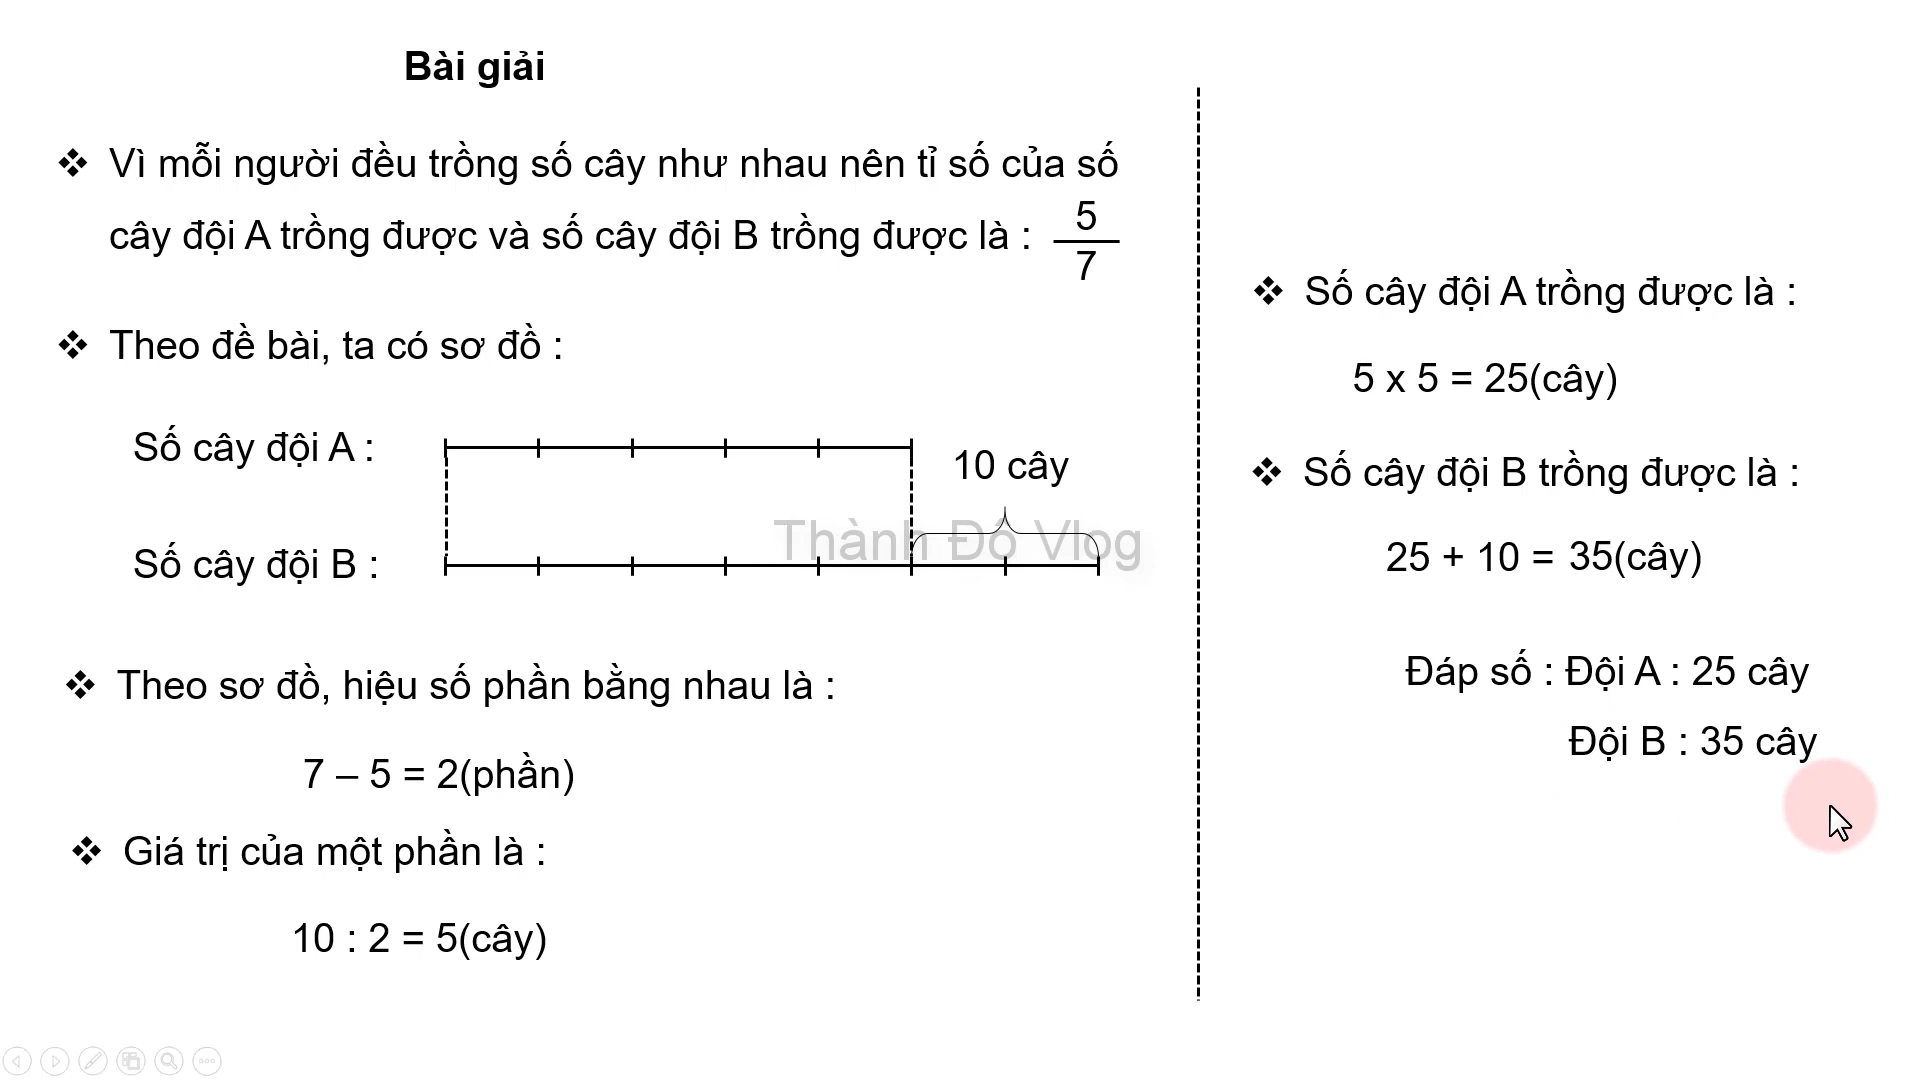 Bài giải
❖ Vì mỗi người đều trồng số cây như nhau nên tỉ số của số
cây đội A trồng được và số cây đội B trồng được là : 5/7
❖ Theo đề bài, ta có sơ đồ :
Số cây đội A :
10 cây
Thành Đô Vlog
Số cây đội B :
❖ Theo sơ đồ, hiệu số phần bằng nhau là :
7 – 5 = 2(phần)
❖ Giá trị của một phần là :
10 : 2 = 5(cây)
❖ Số cây đội A trồng được là :
5 x 5 = 25(cây)
❖ Số cây đội B trồng được là :
25 + 10 = 35(cây)
Đáp số : Đội A : 25 cây
Đội B : 35 cây